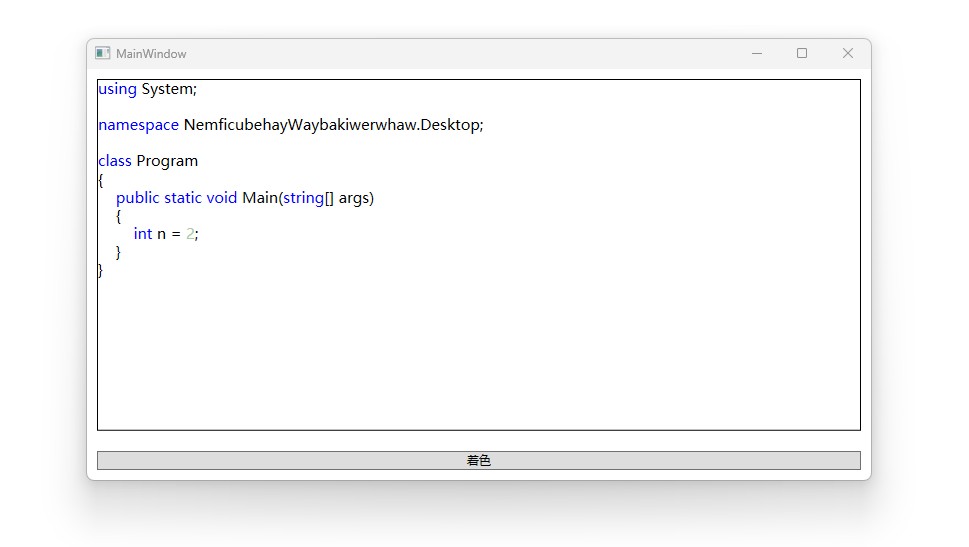 MainWindow
using System;
namespace NemficubehayWaybakiwerwhaw.Desktop;
class Program
{
    public static void Main(string[] args)
    {
        int n = 2;
    }
}
着色